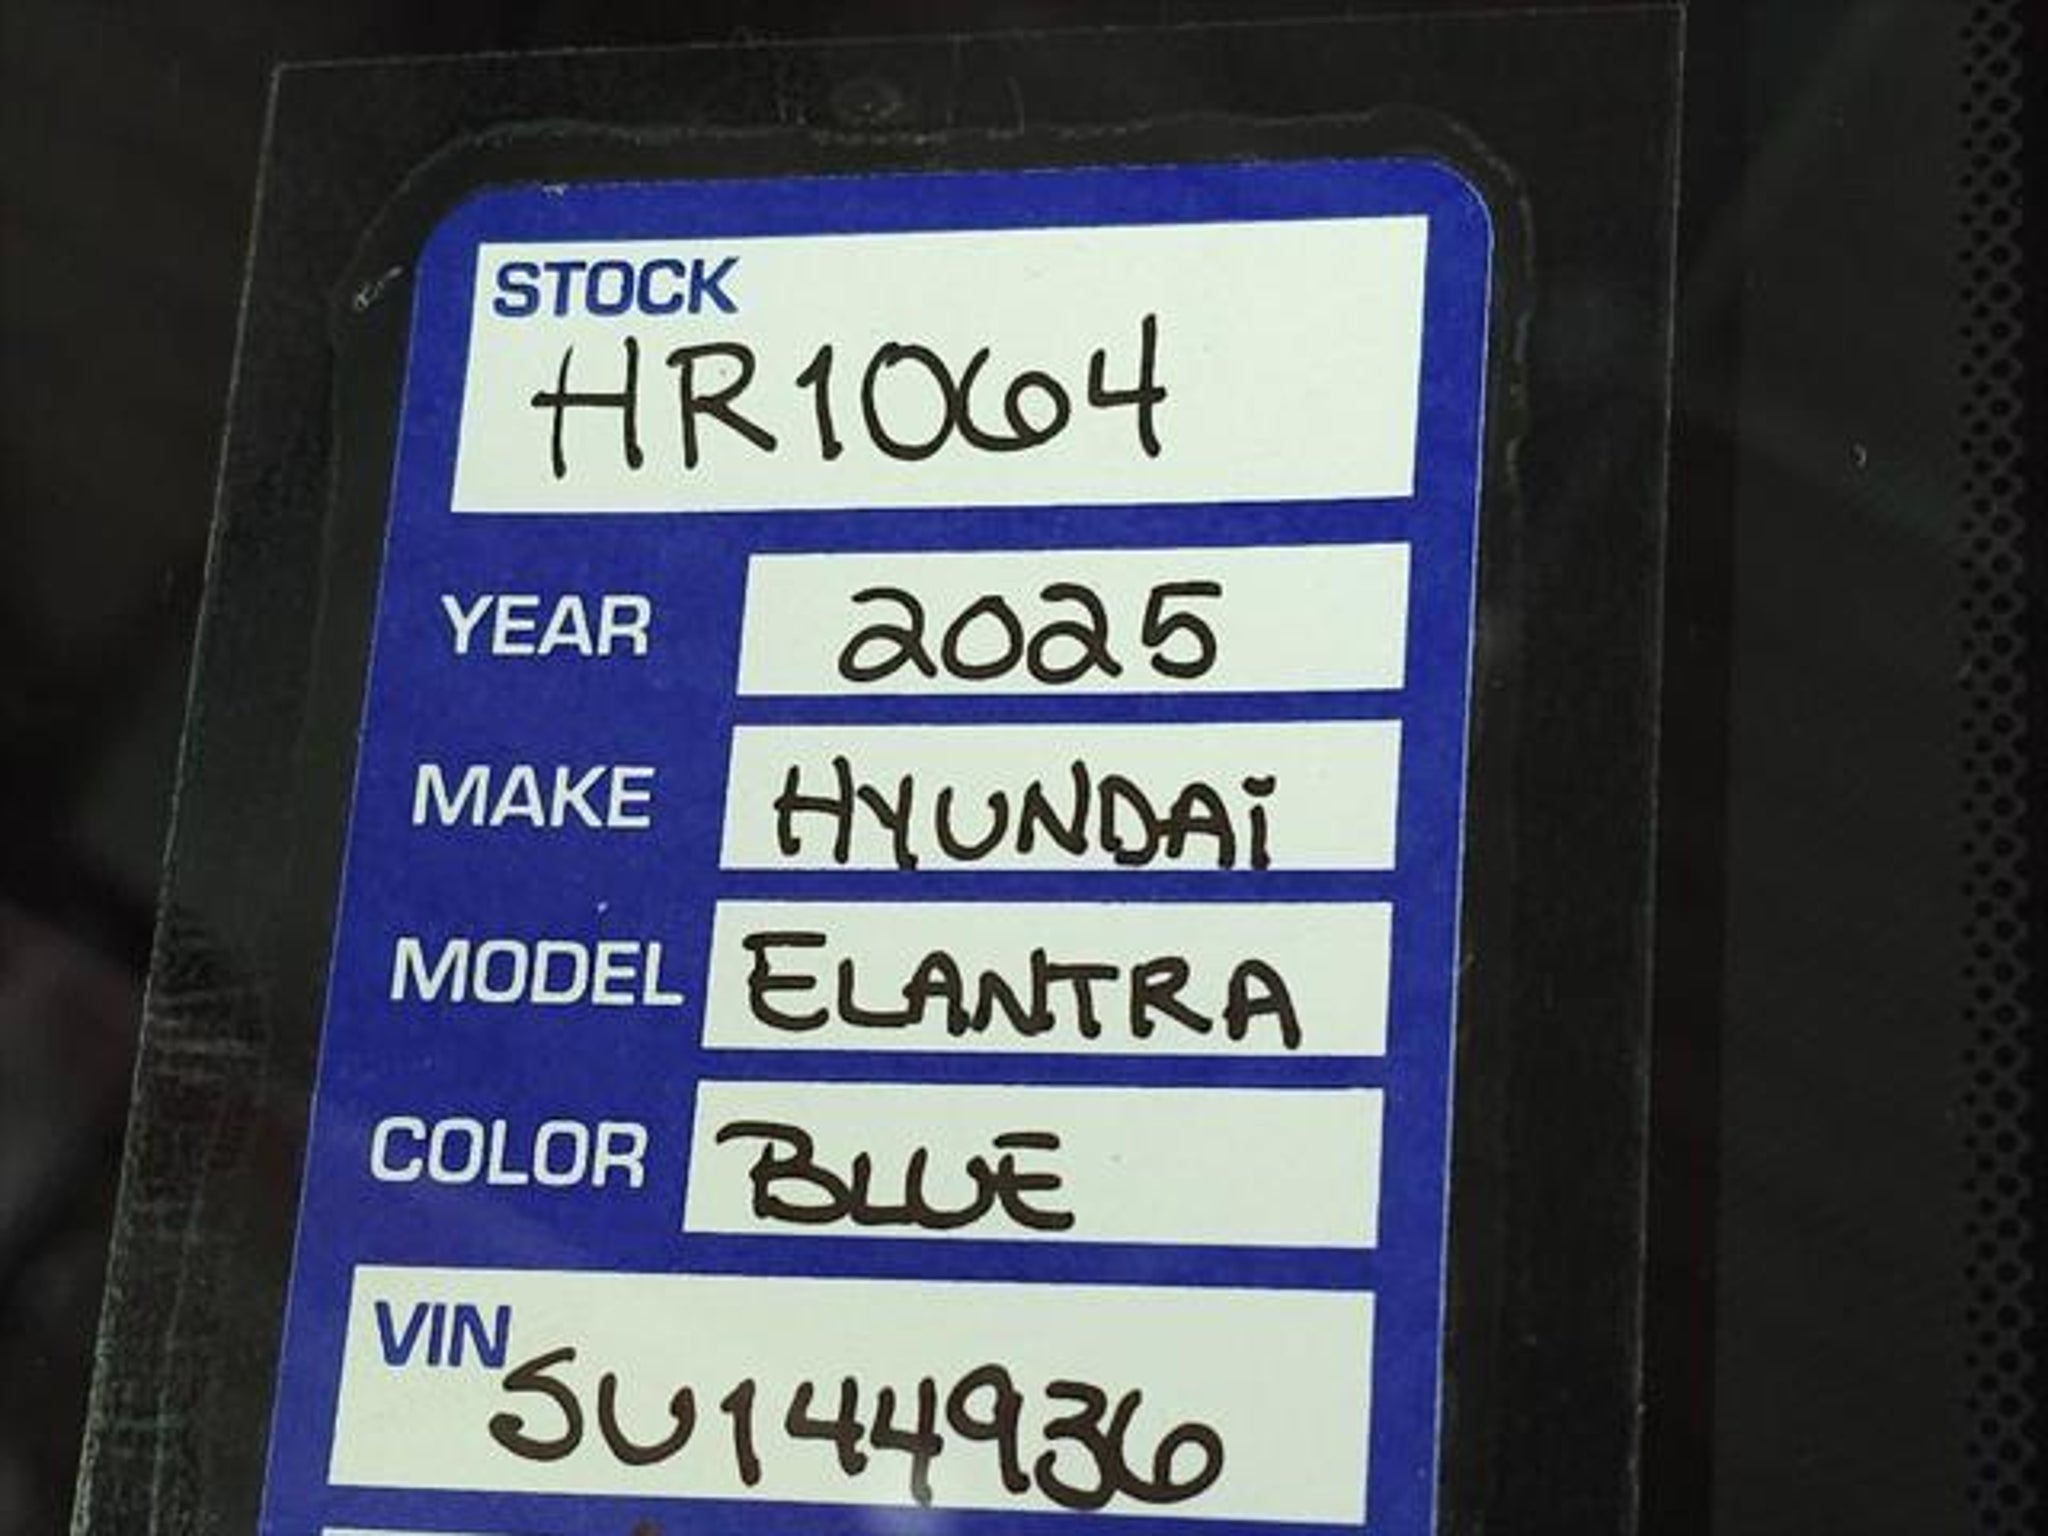 STOCK
HR1064
YEAR 2025
MAKE HYUNDAi
MODEL ELANTRA
COLOR BLUE
VIN
SU144936